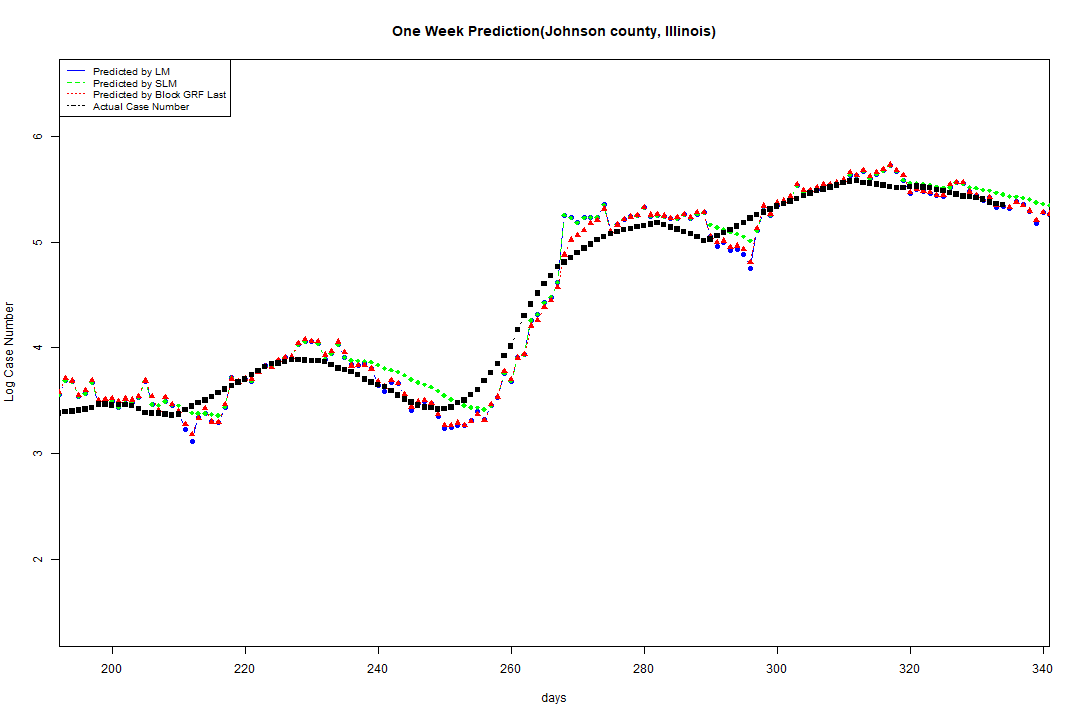 One Week Prediction(Johnson county, Illinois)
Predicted by LM
Predicted by SLM
Predicted by Block GRF Last
Actual Case Number
6
5
4
3
2
Log Case Number
200 220 240 260 280 300 320 340
days